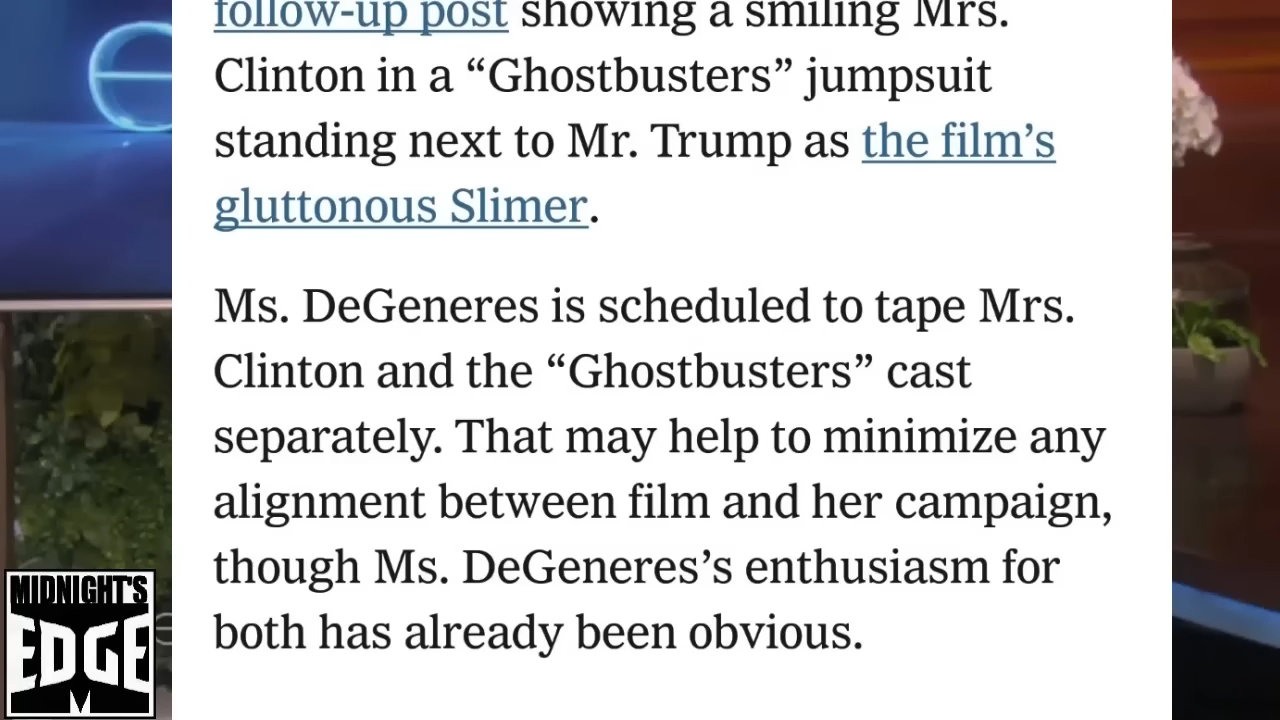 follow-up post showing a smiling Mrs.
Clinton in a “Ghostbusters” jumpsuit
standing next to Mr. Trump as the film’s
gluttonous Slimer.
Ms. DeGeneres is scheduled to tape Mrs.
Clinton and the “Ghostbusters” cast
separately. That may help to minimize any
alignment between film and her campaign,
though Ms. DeGeneres’s enthusiasm for
both has already been obvious.
MIDNIGHT'S
EDGE
M